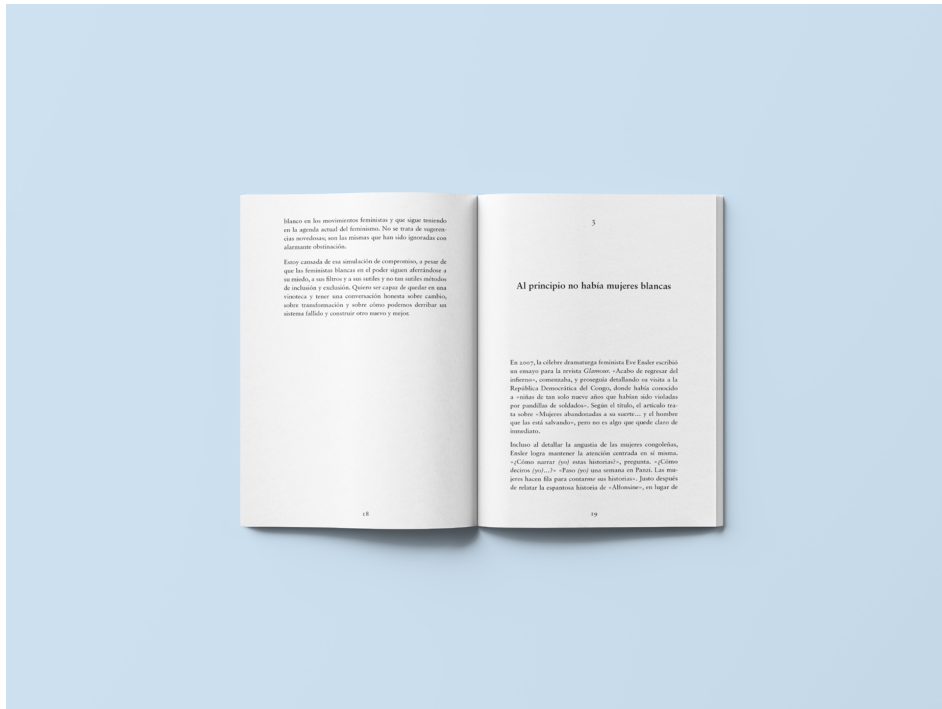 blanco en los movimientos feministas y que sigue teniendo
en la agenda actual del feminismo. No se trata de sugeren-
cias novedosas; son las mismas que han sido ignoradas con
alarmante obstinación.
Estoy cansada de esa simulación de compromiso, a pesar de
que las feministas blancas en el poder siguen aferrándose a
su miedo, a sus filtros y a sus sutiles y no tan sutiles métodos
de inclusión y exclusión. Quiero ser capaz de quedar en una
vinoteca y tener una conversación honesta sobre cambio,
sobre transformación y sobre cómo podemos derribar un
sistema fallido y construir otro nuevo y mejor.
18
3
Al principio no había mujeres blancas
En 2007, la célebre dramaturga feminista Eve Ensler escribió
un ensayo para la revista Glamour. «Acabo de regresar del
infierno», comenzaba, y proseguía detallando su visita a la
República Democrática del Congo, donde había conocido
a «niñas de tan solo nueve años que habían sido violadas
por pandillas de soldados». Según el título, el artículo tra-
ta sobre «Mujeres abandonadas a su suerte… y el hombre
que las está salvando», pero no es algo que quede claro de
inmediato.
Incluso al detallar la angustia de las mujeres congoleñas,
Ensler logra mantener la atención centrada en sí misma.
«¿Cómo narrar (yo) estas historias?», pregunta. «¿Cómo
deciros (yo)…?» «Paso (yo) una semana en Panzi. Las mu-
jeres hacen fila para contarme sus historias». Justo después
de relatar la espantosa historia de «Alfonsine», en lugar de
19